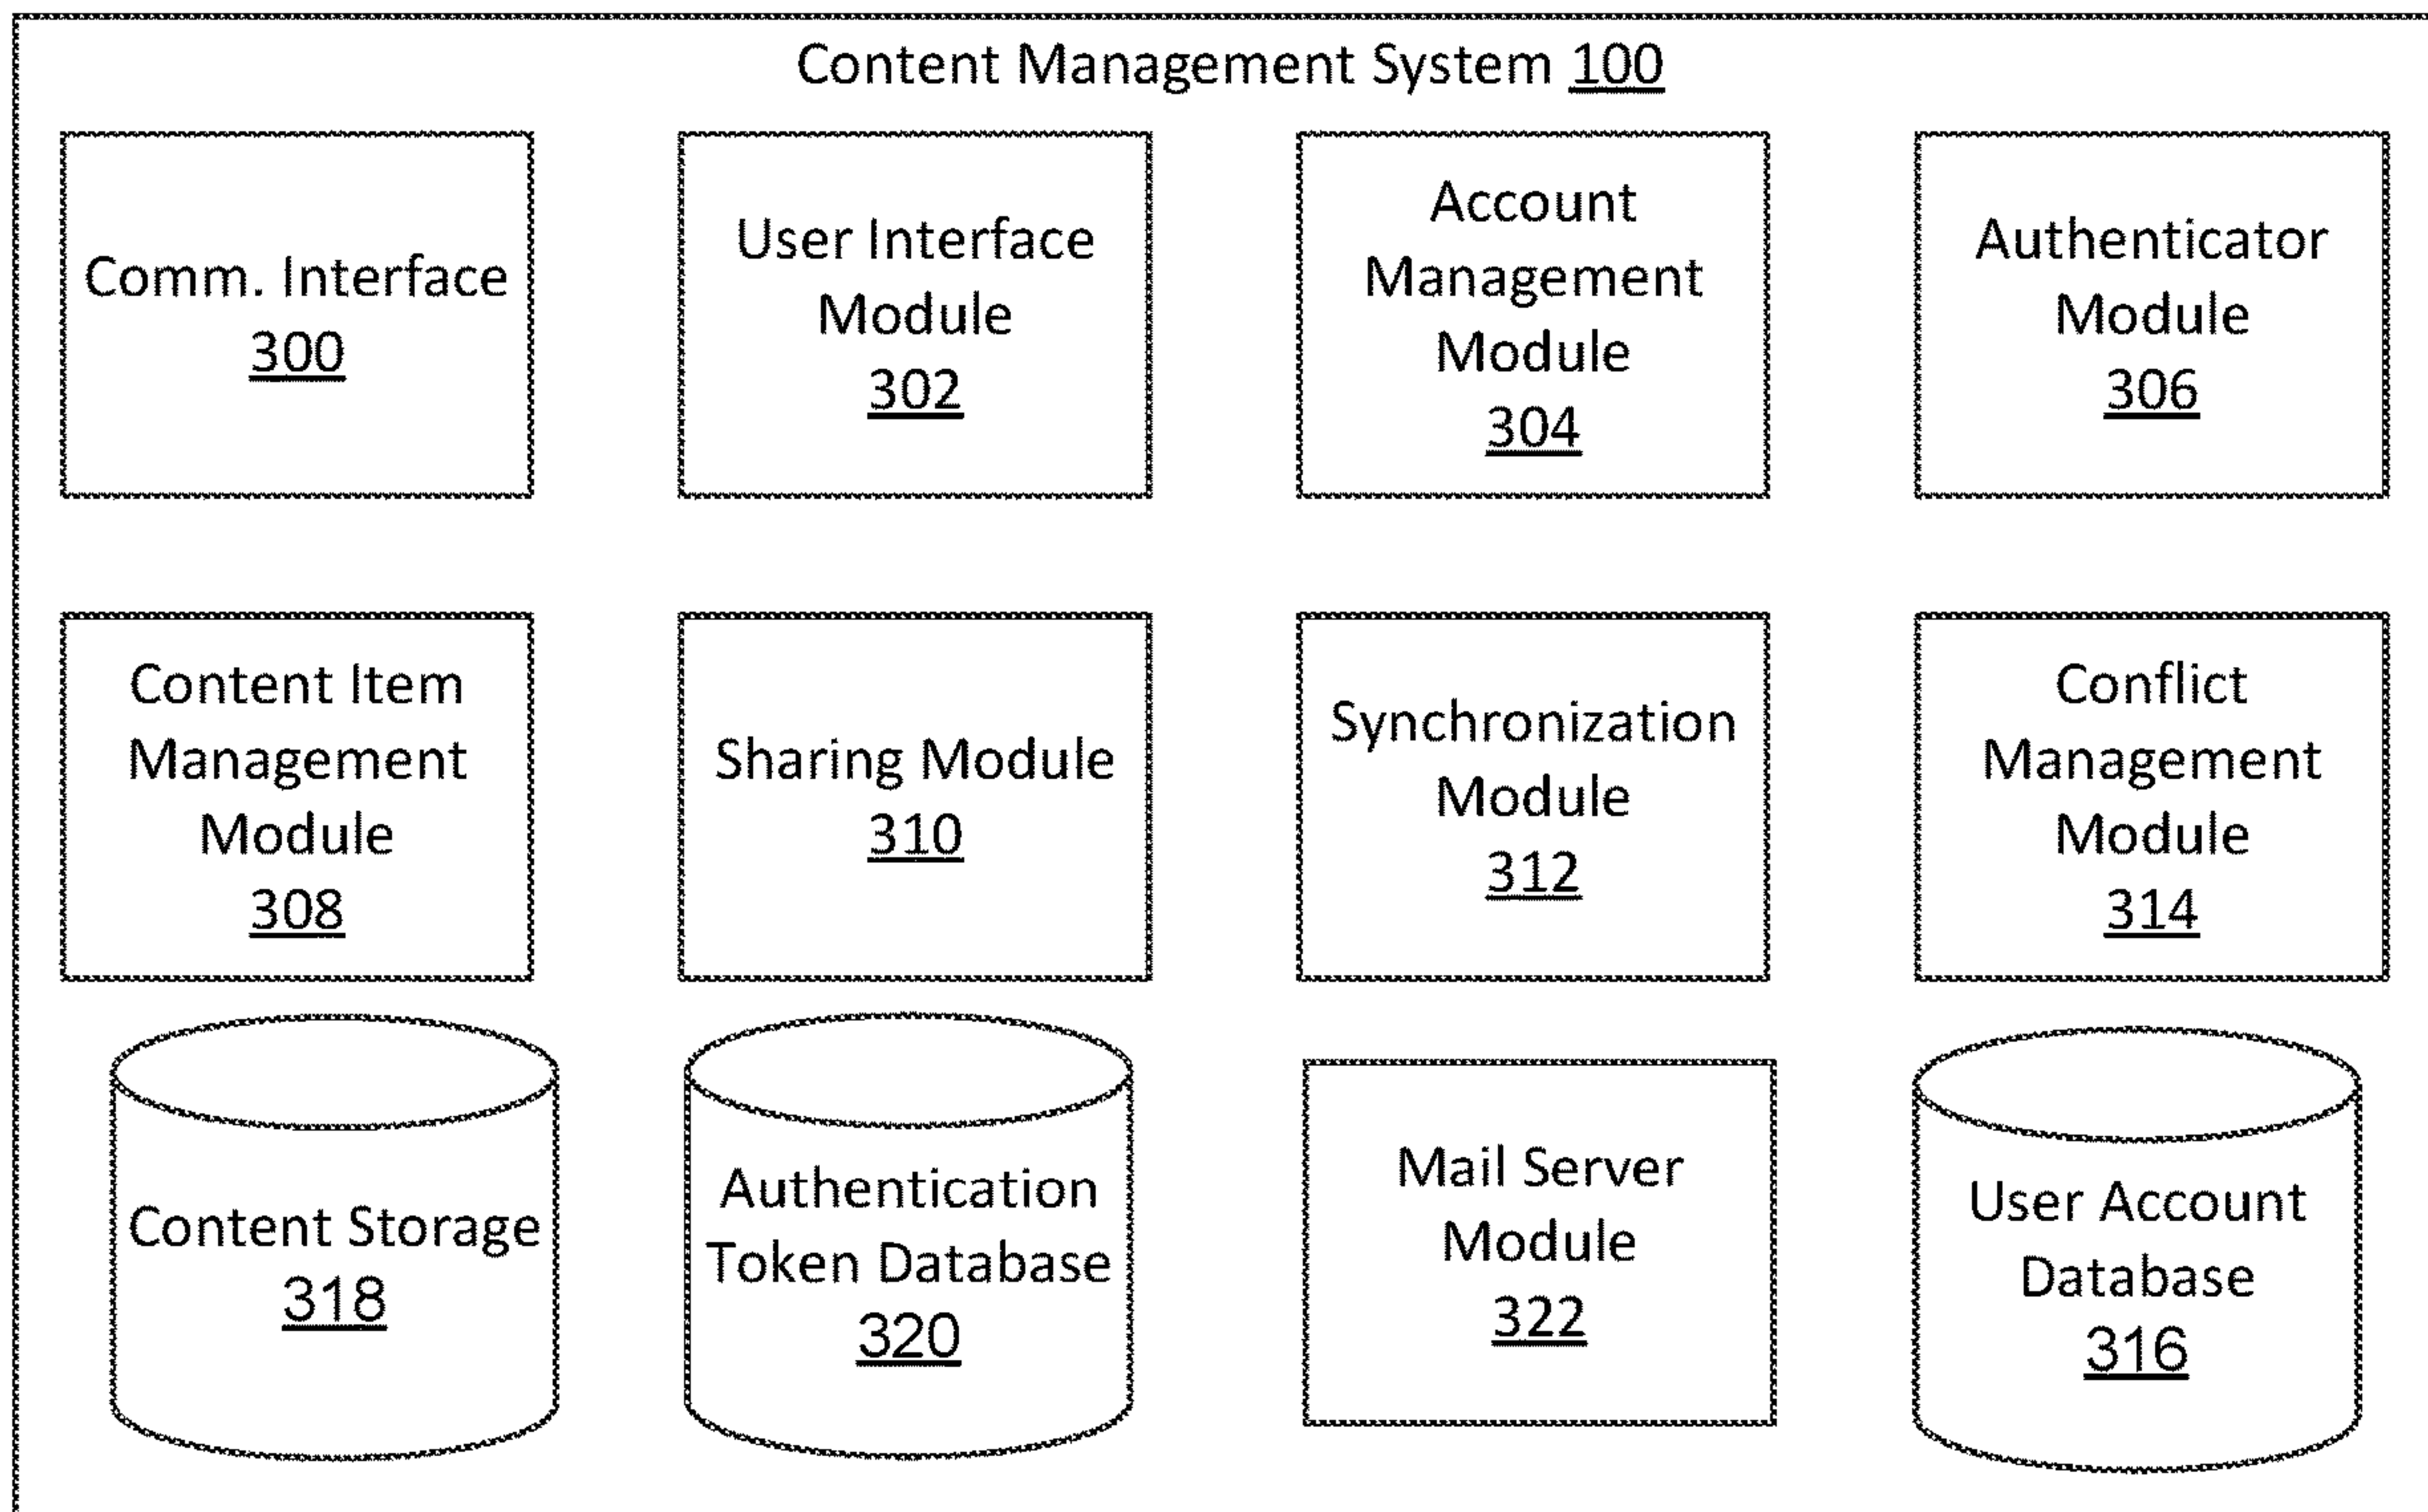 Content Management System 100
Comm. Interface
300
User Interface
Module
302
Account
Management
Module
304
Authenticator
Module
306
Content Item
Management
Module
308
Sharing Module
310
Synchronization
Module
312
Conflict
Management
Module
314
Content Storage
318
Authentication
Token Database
320
Mail Server
Module
322
User Account
Database
316